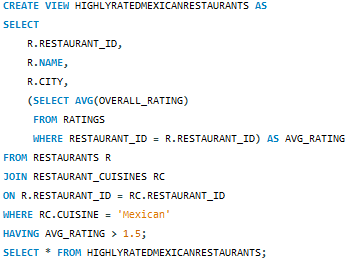 CREATE VIEW HIGHLYRATEDMEXICANRESTAURANTS AS
SELECT
R.RESTAURANT_ID,
R.NAME,
R.CITY,
(SELECT AVG(OVERALL_RATING)
FROM RATINGS
WHERE RESTAURANT_ID = R.RESTAURANT_ID) AS AVG_RATING
FROM RESTAURANTS R
JOIN RESTAURANT_CUISINES RC
ON R.RESTAURANT_ID = RC.RESTAURANT_ID
WHERE RC.CUISINE = 'Mexican'
HAVING AVG_RATING > 1.5;
SELECT * FROM HIGHLYRATEDMEXICANRESTAURANTS;